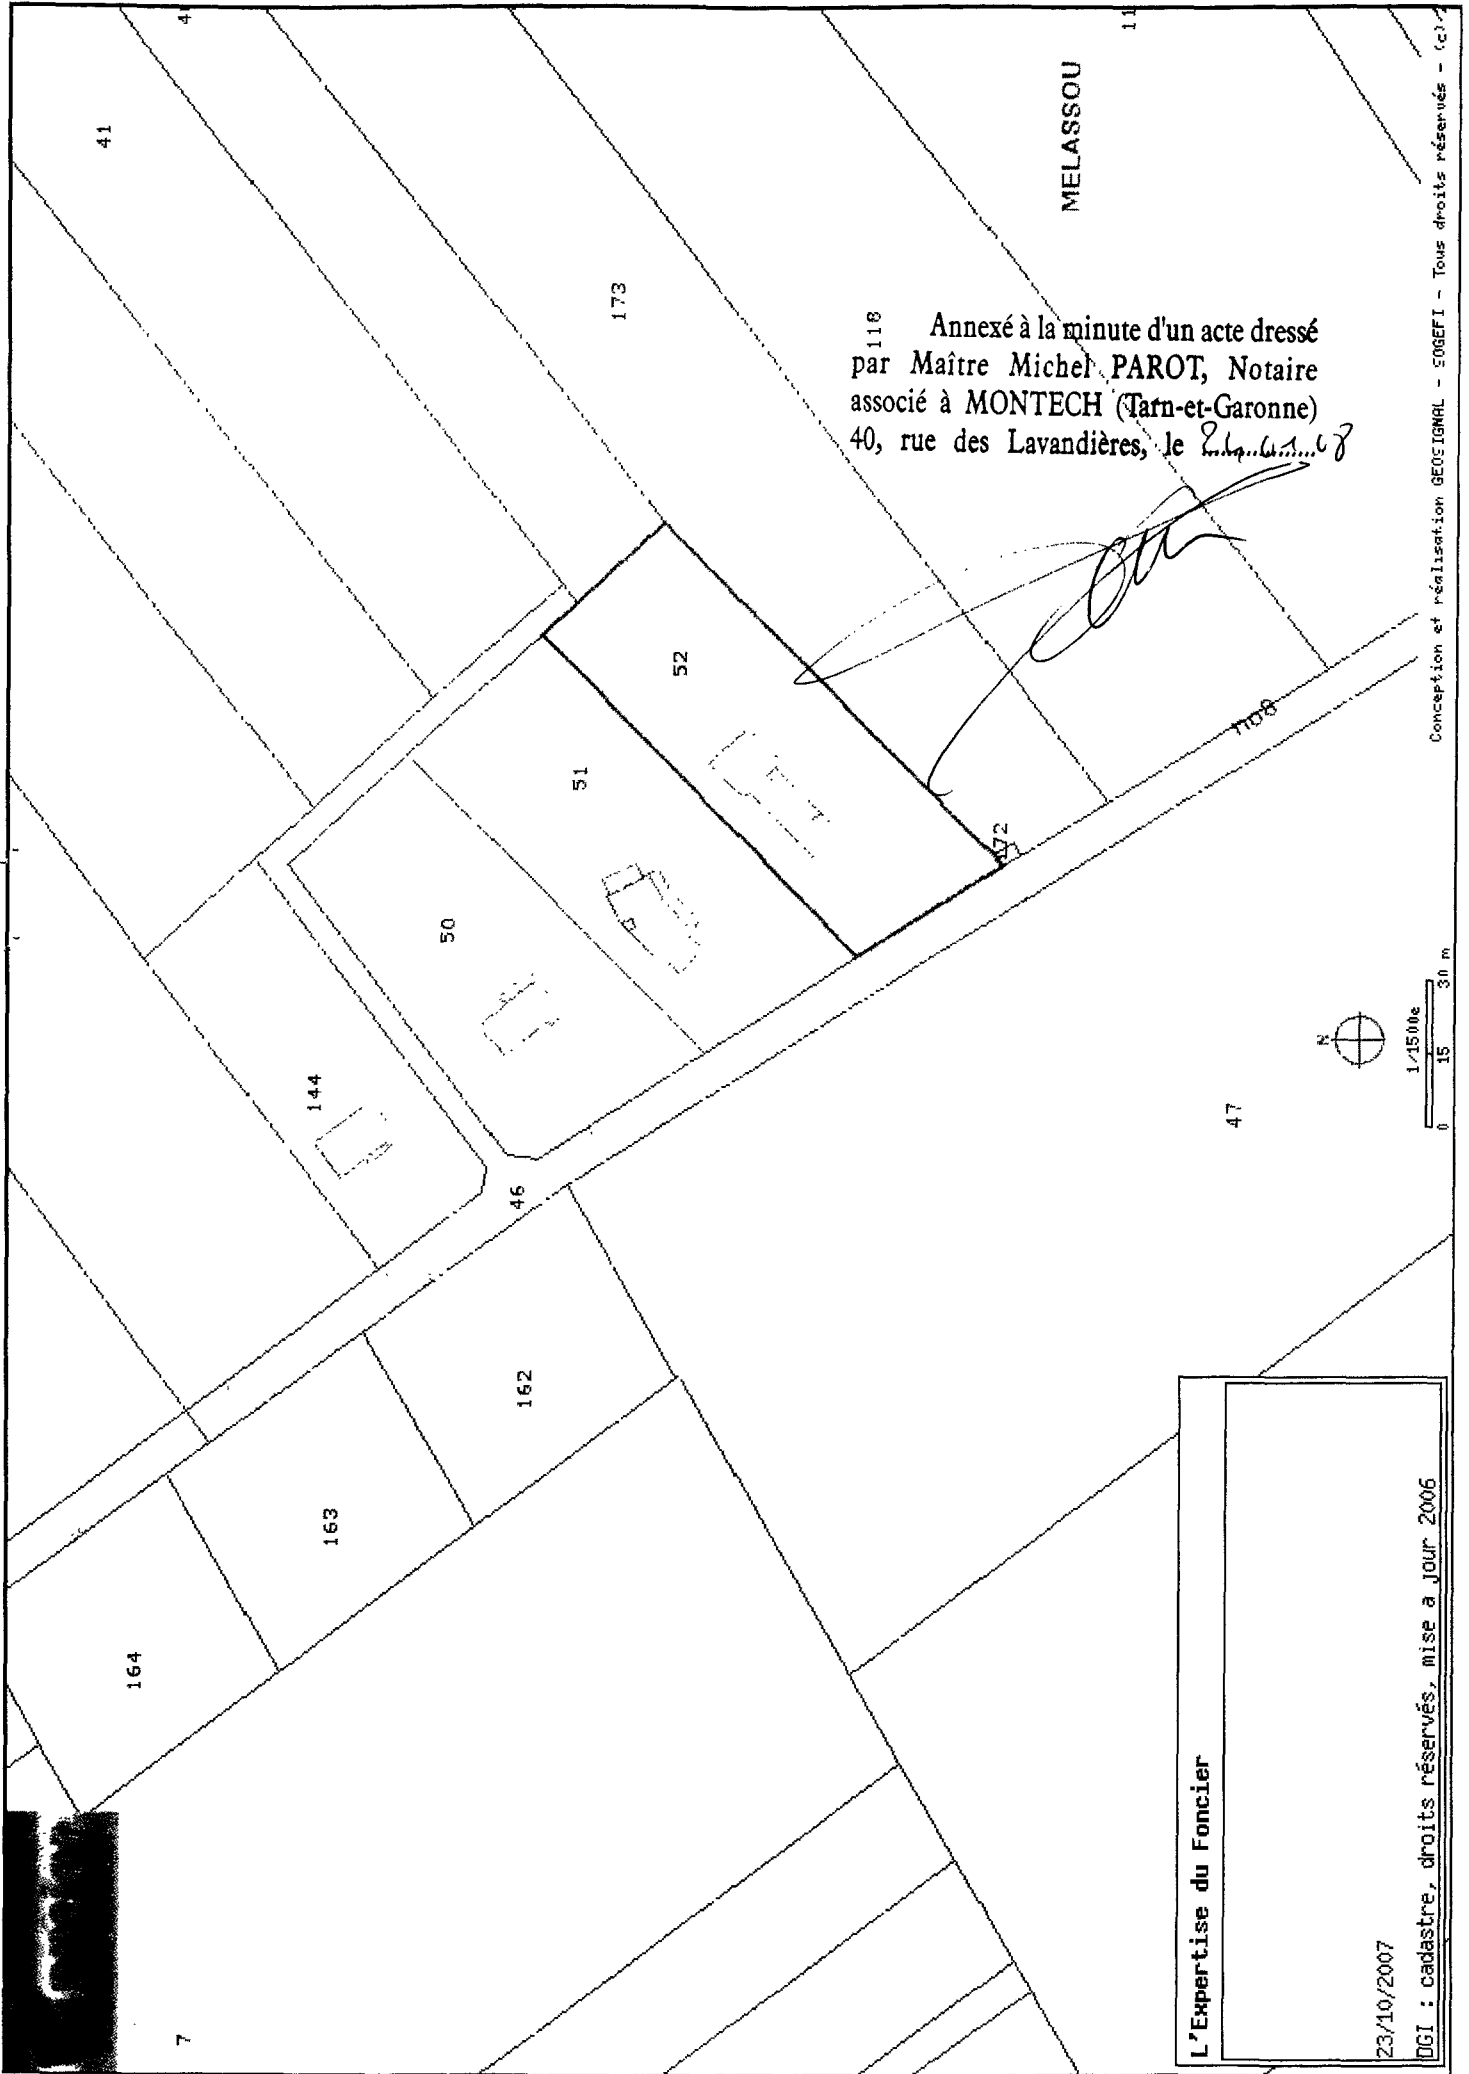 41
173
MELASSOU
118
11
Annexé à la minute d'un acte dressé
par Maître Michel PAROT, Notaire
associé à MONTECH (Tarn-et-Garonne)
40, rue des Lavandières, le
52
51
50
172
144
46
47
162
163
164
7
N
1/1500e
0 15 30 m
L'Expertise du Foncier
23/10/2007
DGI : cadastre, droits réservés, mise a jour 2006
Conception et réalisation GEOSIGNAL - SOGEFI - Tous droits réservés - (c)